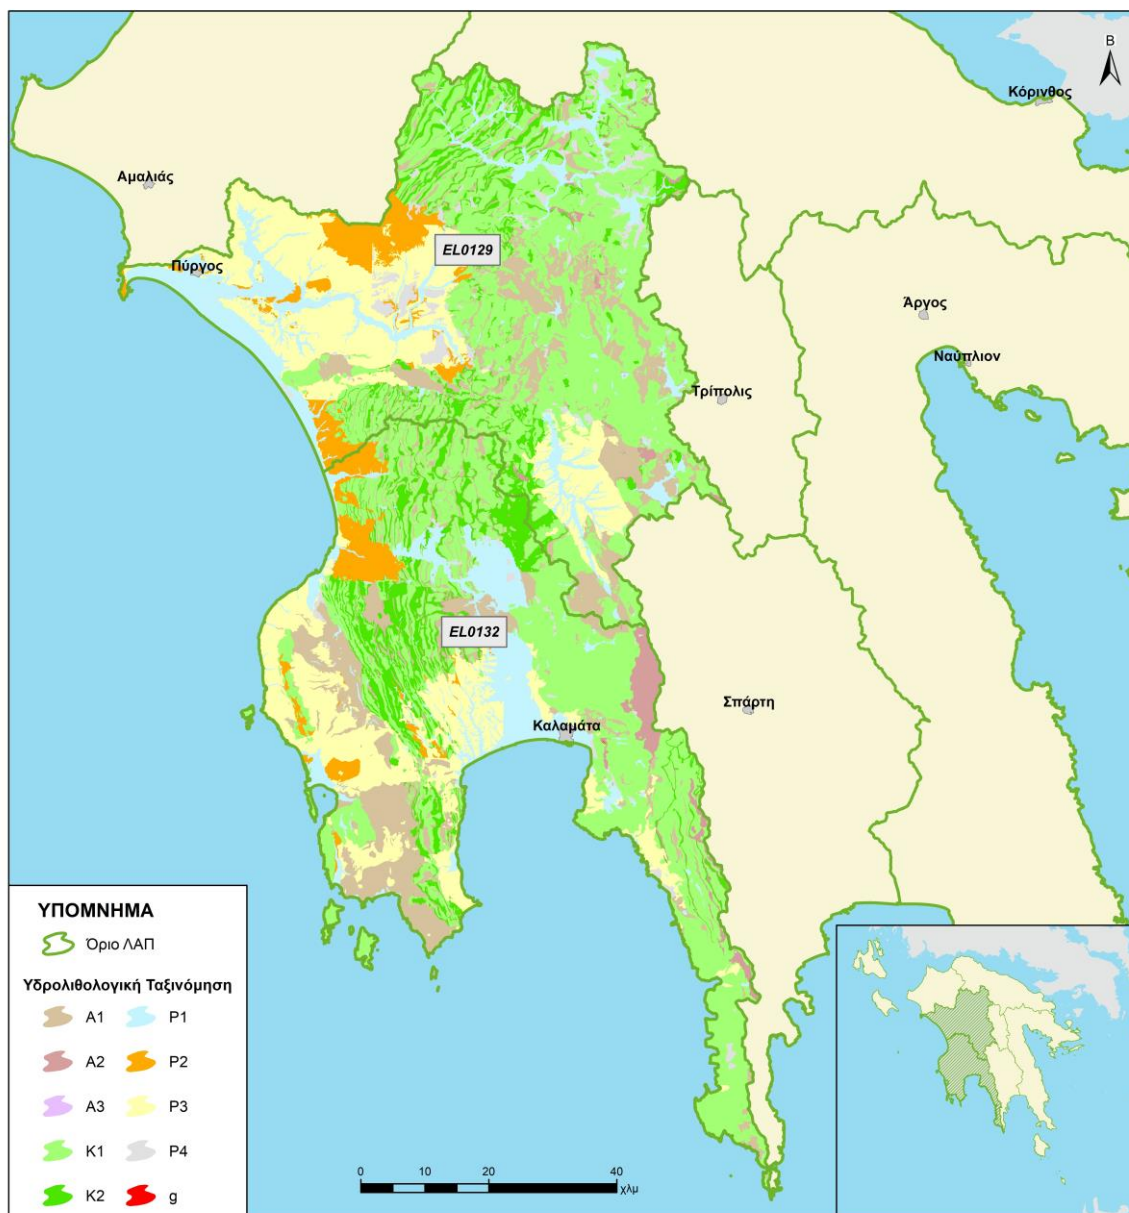 Β
Κόρινθος
Αμαλιάς
EL0129
Πύργος
Άργος
Ναύπλιον
Τρίπολις
EL0132
Σπάρτη
Καλαμάτα
ΥΠΟΜΝΗΜΑ
Όριο ΛΑΠ
Υδρολιθολογική Ταξινόμηση
A1 P1
A2 P2
A3 P3
K1 P4
K2 g
0 10 20 40
χλμ